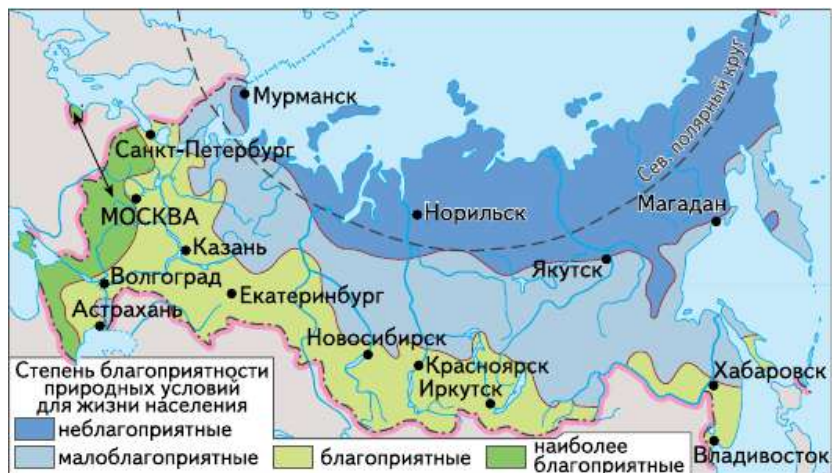 Мурманск
Сев. полярный круг
Санкт-Петербург
МОСКВА
Норильск
Магадан
Казань
Якутск
Волгоград
Екатеринбург
Астрахань
Новосибирск
Красноярск
Иркутск
Хабаровск
Владивосток
Степень благоприятности
природных условий
для жизни населения
неблагоприятные
малоблагоприятные
благоприятные
наиболее
благоприятные